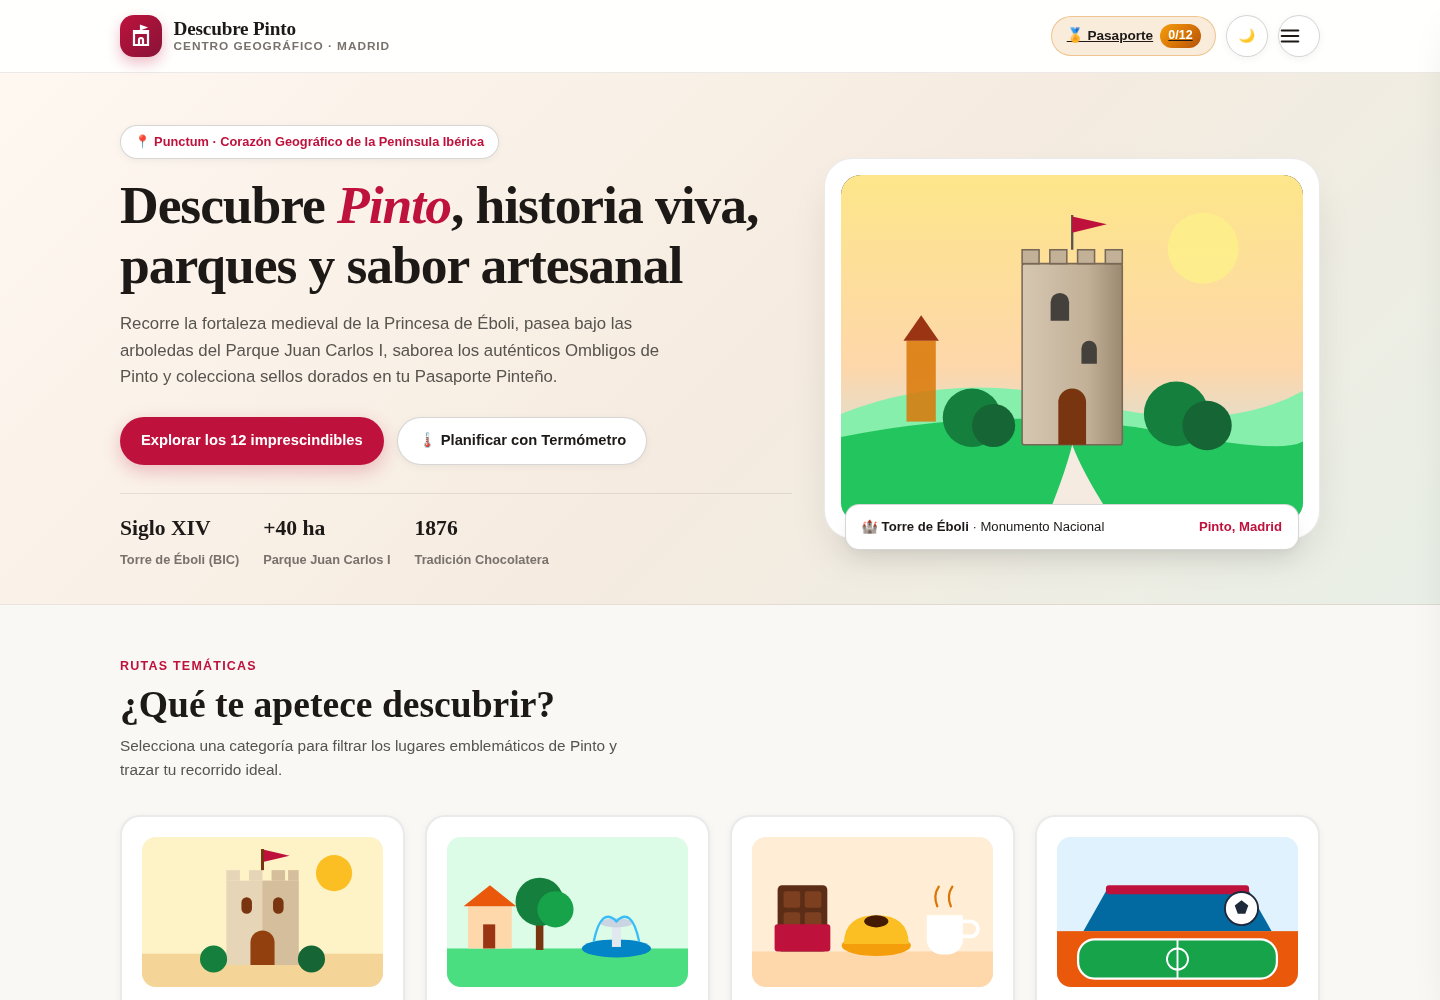 Descubre Pinto
CENTRO GEOGRÁFICO · MADRID
🏅 Pasaporte 0/12
📍 Punctum · Corazón Geográfico de la Península Ibérica
Descubre Pinto, historia viva,
parques y sabor artesanal
Recorre la fortaleza medieval de la Princesa de Éboli, pasea bajo las
arboledas del Parque Juan Carlos I, saborea los auténticos Ombligos de
Pinto y colecciona sellos dorados en tu Pasaporte Pinteño.
Explorar los 12 imprescindibles
🌡️ Planificar con Termómetro
Siglo XIV
Torre de Éboli (BIC)
+40 ha
Parque Juan Carlos I
1876
Tradición Chocolatera
🏰 Torre de Éboli · Monumento Nacional
Pinto, Madrid
RUTAS TEMÁTICAS
¿Qué te apetece descubrir?
Selecciona una categoría para filtrar los lugares emblemáticos de Pinto y
trazar tu recorrido ideal.